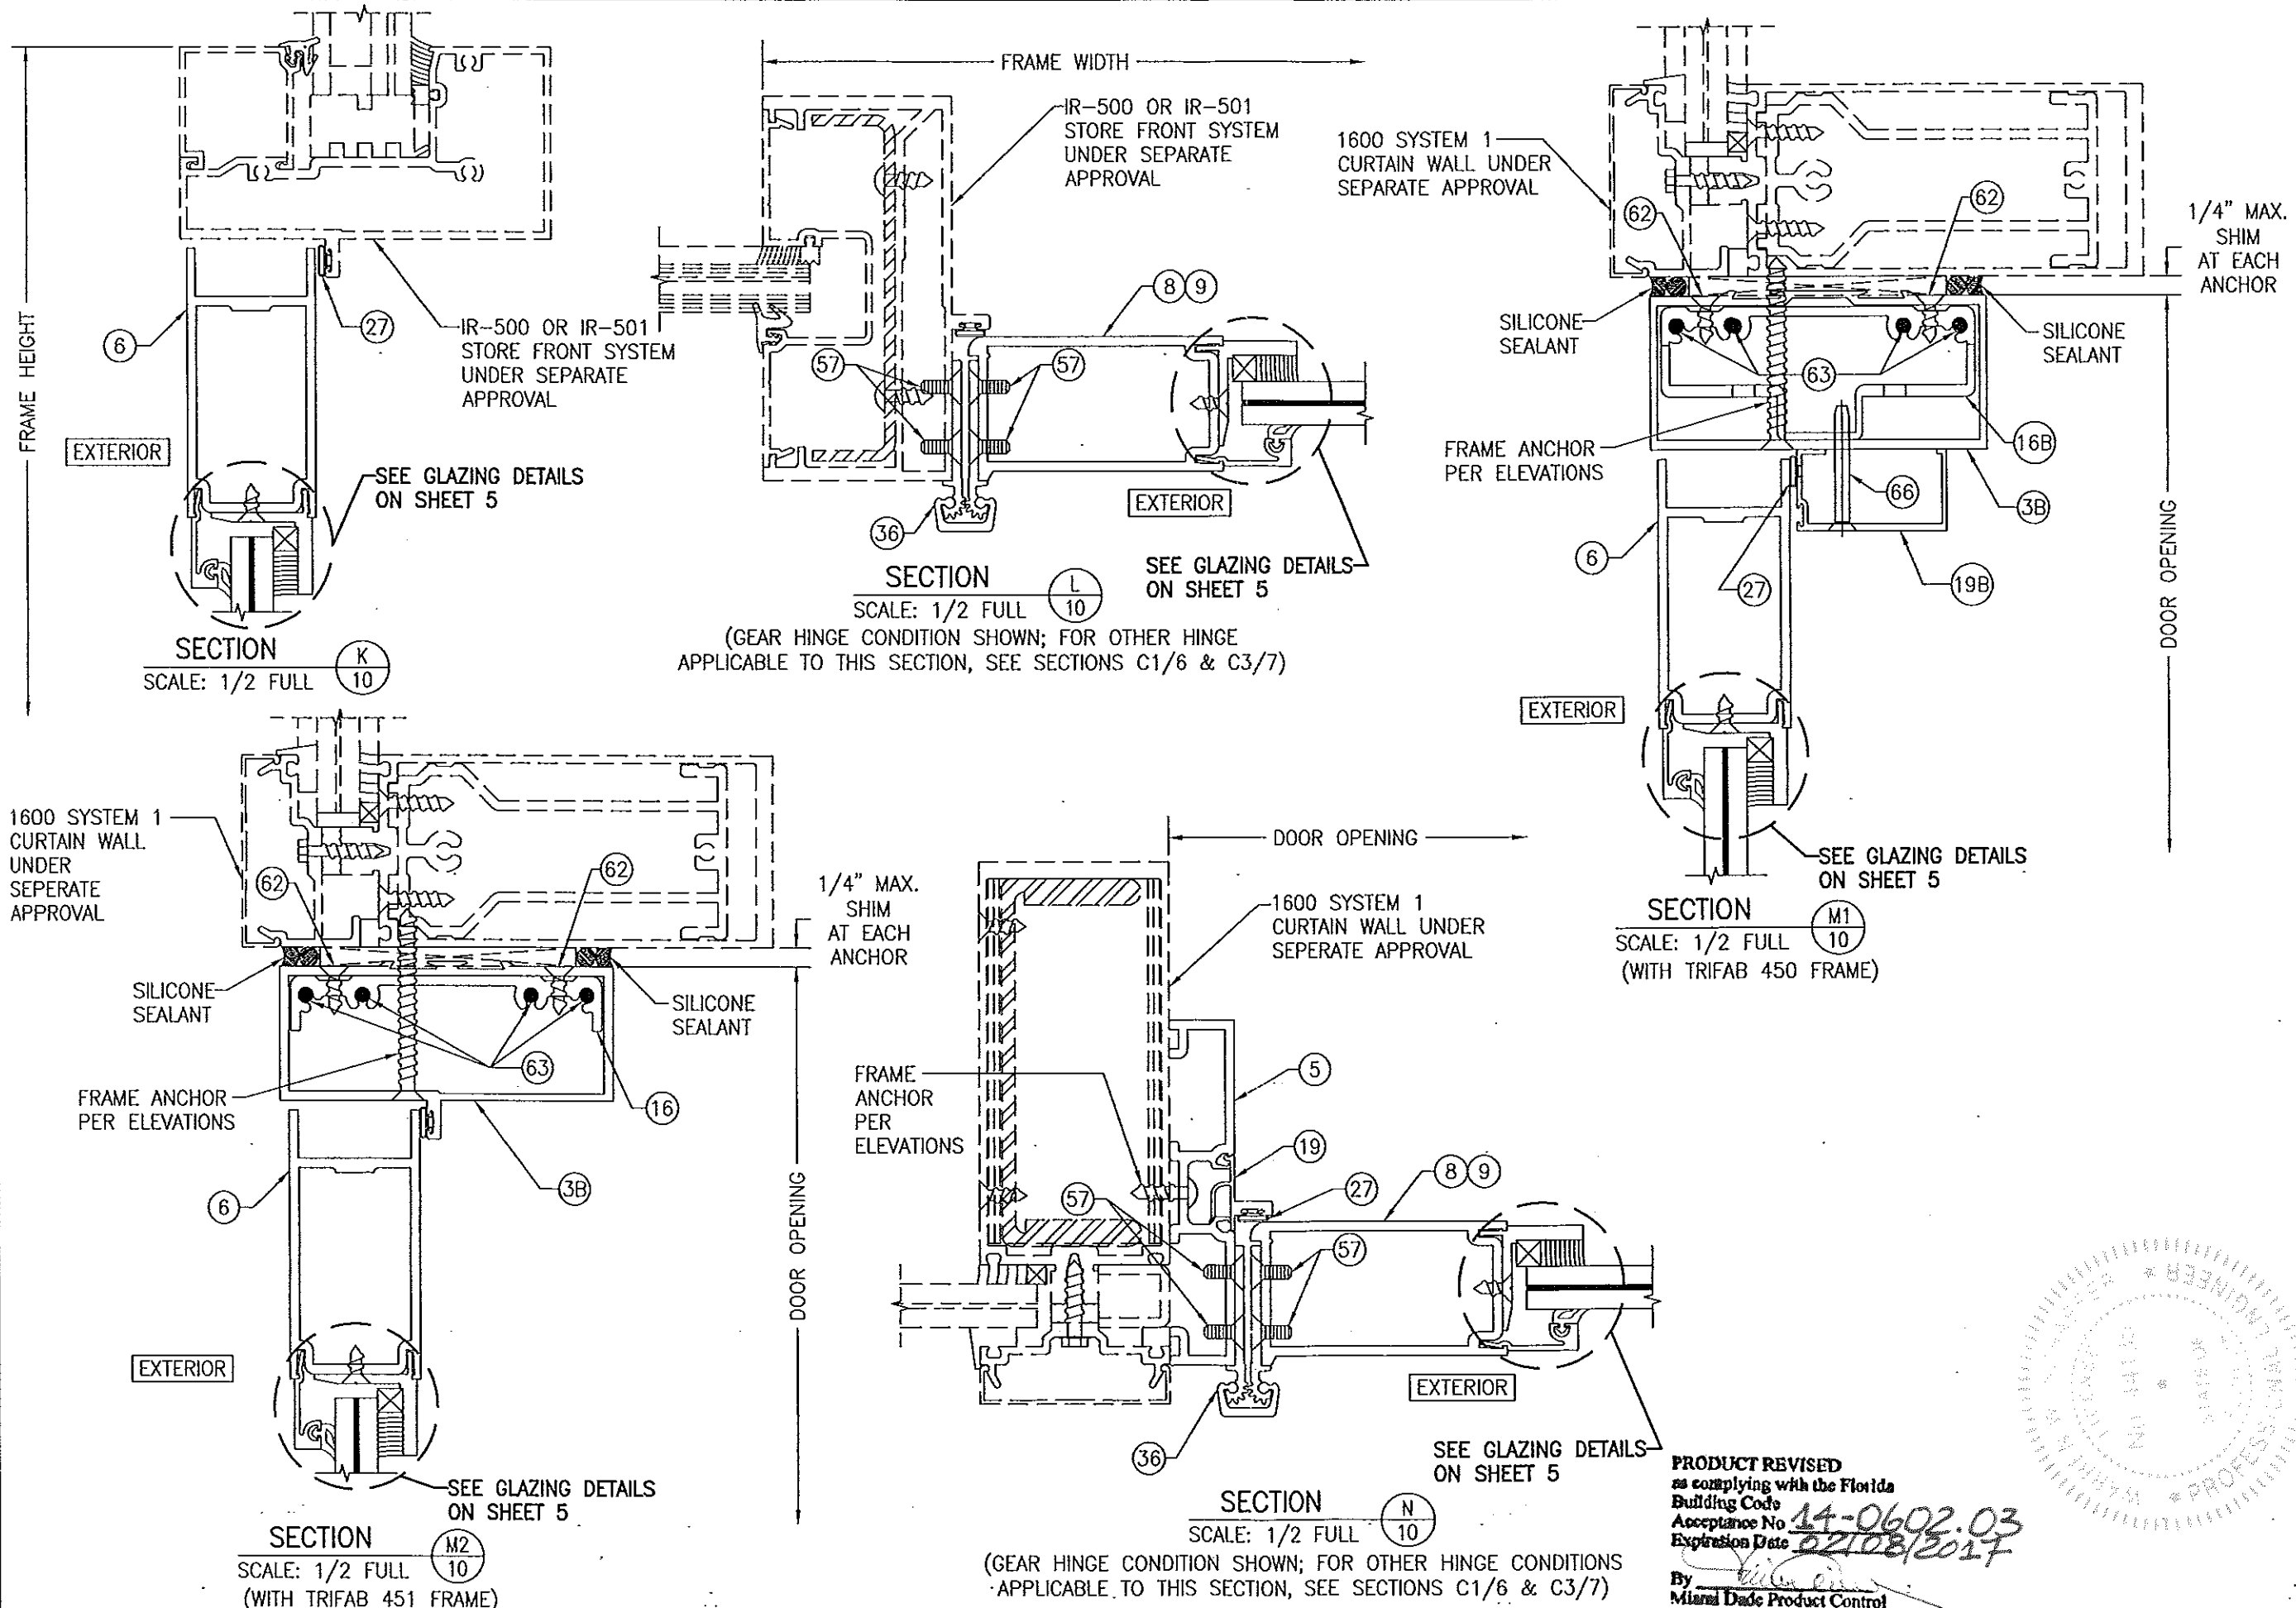 FRAME HEIGHT
6
27
IR-500 OR IR-501
STORE FRONT SYSTEM
UNDER SEPARATE
APPROVAL
EXTERIOR
SEE GLAZING DETAILS
ON SHEET 5
SECTION
K
10
SCALE: 1/2 FULL
FRAME WIDTH
IR-500 OR IR-501
STORE FRONT SYSTEM
UNDER SEPARATE
APPROVAL
8 9
57
57
EXTERIOR
36
SEE GLAZING DETAILS
ON SHEET 5
SECTION
L
10
SCALE: 1/2 FULL
(GEAR HINGE CONDITION SHOWN; FOR OTHER HINGE
APPLICABLE TO THIS SECTION, SEE SECTIONS C1/6 & C3/7)
1600 SYSTEM 1
CURTAIN WALL UNDER
SEPARATE APPROVAL
62
62
1/4" MAX.
SHIM
AT EACH
ANCHOR
SILICONE
SEALANT
SILICONE
SEALANT
63
FRAME ANCHOR
PER ELEVATIONS
16B
66
3B
6
27
19B
DOOR OPENING
EXTERIOR
SEE GLAZING DETAILS
ON SHEET 5
SECTION
M1
10
SCALE: 1/2 FULL
(WITH TRIFAB 450 FRAME)
1600 SYSTEM 1
CURTAIN WALL
UNDER
SEPERATE
APPROVAL
62
62
1/4" MAX.
SHIM
AT EACH
ANCHOR
SILICONE
SEALANT
SILICONE
SEALANT
63
FRAME ANCHOR
PER ELEVATIONS
16
3B
6
DOOR OPENING
EXTERIOR
SEE GLAZING DETAILS
ON SHEET 5
SECTION
M2
10
SCALE: 1/2 FULL
(WITH TRIFAB 451 FRAME)
DOOR OPENING
1600 SYSTEM 1
CURTAIN WALL UNDER
SEPERATE APPROVAL
FRAME
ANCHOR
PER
ELEVATIONS
5
19
27
8 9
57
57
EXTERIOR
36
SEE GLAZING DETAILS
ON SHEET 5
SECTION
N
10
SCALE: 1/2 FULL
(GEAR HINGE CONDITION SHOWN; FOR OTHER HINGE CONDITIONS
APPLICABLE TO THIS SECTION, SEE SECTIONS C1/6 & C3/7)
PRODUCT REVISED
as complying with the Florida
Building Code
Acceptance No 14-0602.03
Expiration Date 02/08/2017
By
Miami Dade Product Control
PROFESSIONAL ENGINEER